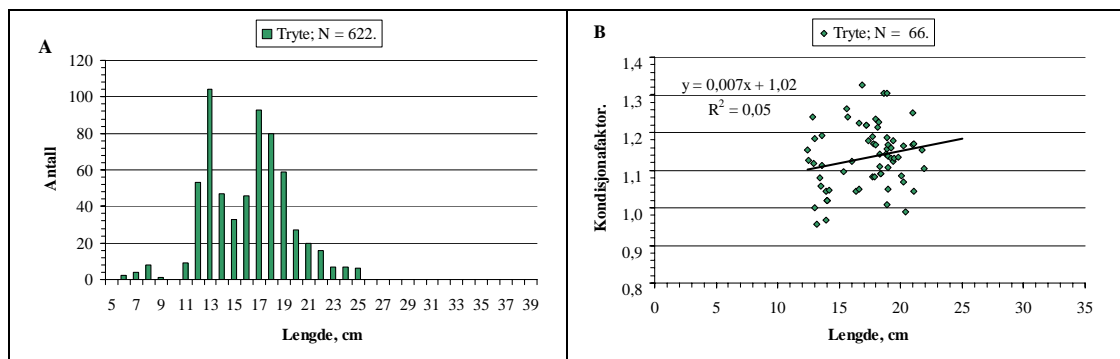 A
Tryte; N = 622.
120
100
80
60
40
20
0
Antall
5 7 9 11 13 15 17 19 21 23 25 27 29 31 33 35 37 39
Lengde, cm
B
Tryte; N = 66.
1,4
1,3
1,2
1,1
1,0
0,9
0,8
Kondisjonafaktor.
y = 0,007x + 1,02
R² = 0,05
0 5 10 15 20 25 30 35
Lengde, cm